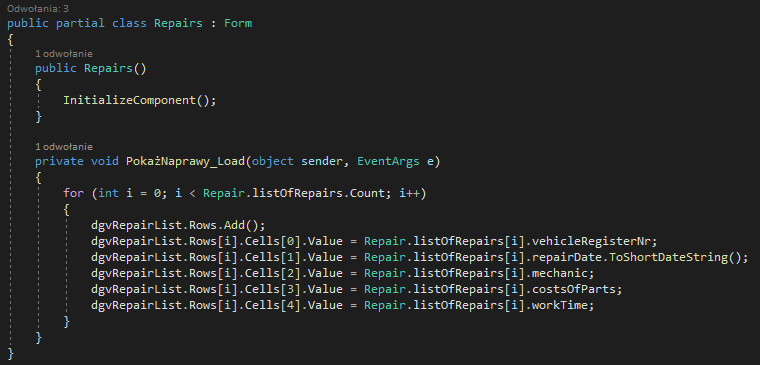 Odwołania: 3
public partial class Repairs : Form
{
1 odwołanie
public Repairs()
{
InitializeComponent();
}
1 odwołanie
private void PokażNaprawy_Load(object sender, EventArgs e)
{
for (int i = 0; i < Repair.listOfRepairs.Count; i++)
{
dgvRepairList.Rows.Add();
dgvRepairList.Rows[i].Cells[0].Value = Repair.listOfRepairs[i].vehicleRegisterNr;
dgvRepairList.Rows[i].Cells[1].Value = Repair.listOfRepairs[i].repairDate.ToShortDateString();
dgvRepairList.Rows[i].Cells[2].Value = Repair.listOfRepairs[i].mechanic;
dgvRepairList.Rows[i].Cells[3].Value = Repair.listOfRepairs[i].costsOfParts;
dgvRepairList.Rows[i].Cells[4].Value = Repair.listOfRepairs[i].workTime;
}
}
}